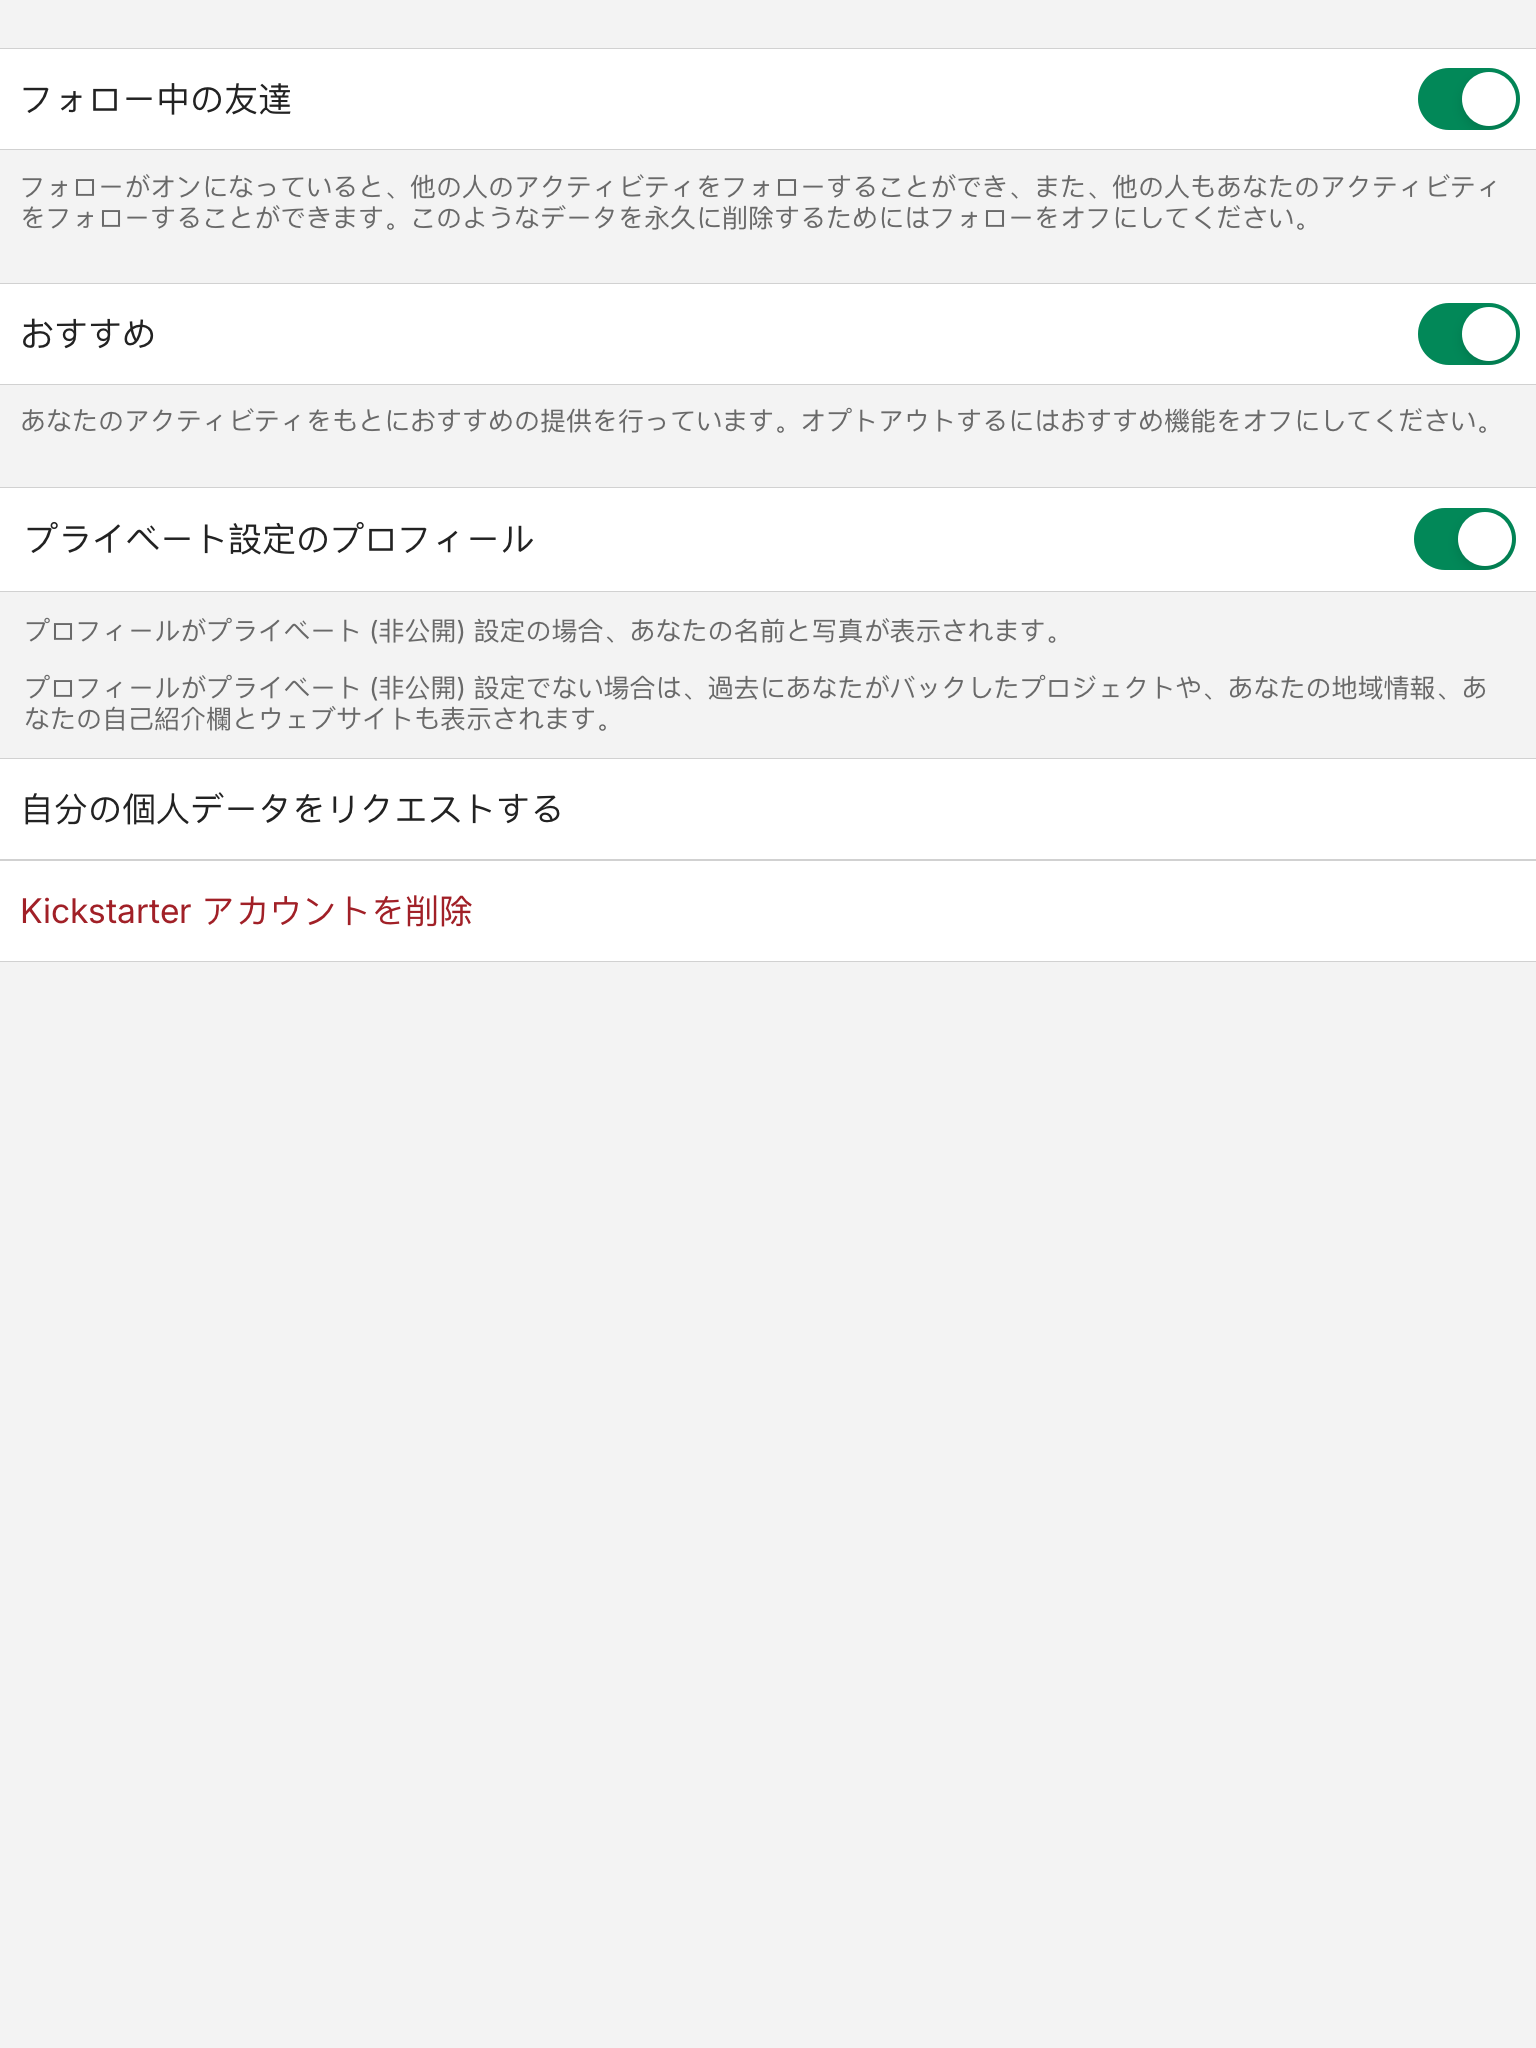 フォロー中の友達
フォローがオンになっていると、他の人のアクティビティをフォローすることができ、また、他の人もあなたのアクティビティ
をフォローすることができます。このようなデータを永久に削除するためにはフォローをオフにしてください。
おすすめ
あなたのアクティビティをもとにおすすめの提供を行っています。オプトアウトするにはおすすめ機能をオフにしてください。
プライベート設定のプロフィール
プロフィールがプライベート (非公開) 設定の場合、あなたの名前と写真が表示されます。
プロフィールがプライベート (非公開) 設定でない場合は、過去にあなたがバックしたプロジェクトや、あなたの地域情報、あ
なたの自己紹介欄とウェブサイトも表示されます。
自分の個人データをリクエストする
Kickstarter アカウントを削除